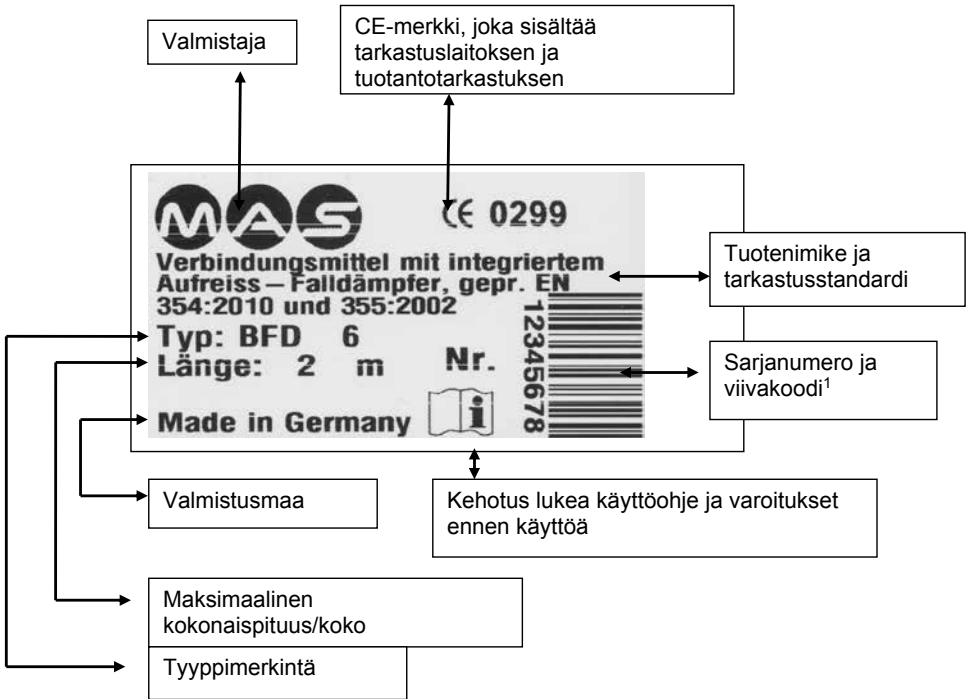 Valmistaja
CE-merkki, joka sisältää
tarkastuslaitoksen ja
tuotantotarkastuksen
MAS
CE 0299
Verbindungsmittel mit integriertem
Aufreiss – Falldämpfer, gepr. EN
354:2010 und 355:2002
Typ: BFD 6
Länge: 2 m
Nr.
12345678
Made in Germany
i
Tuotenimike ja
tarkastusstandardi
Sarjanumero ja
viivakoodi¹
Valmistusmaa
Kehotus lukea käyttöohje ja varoitukset
ennen käyttöä
Maksimaalinen
kokonaispituus/koko
Tyyppimerkintä